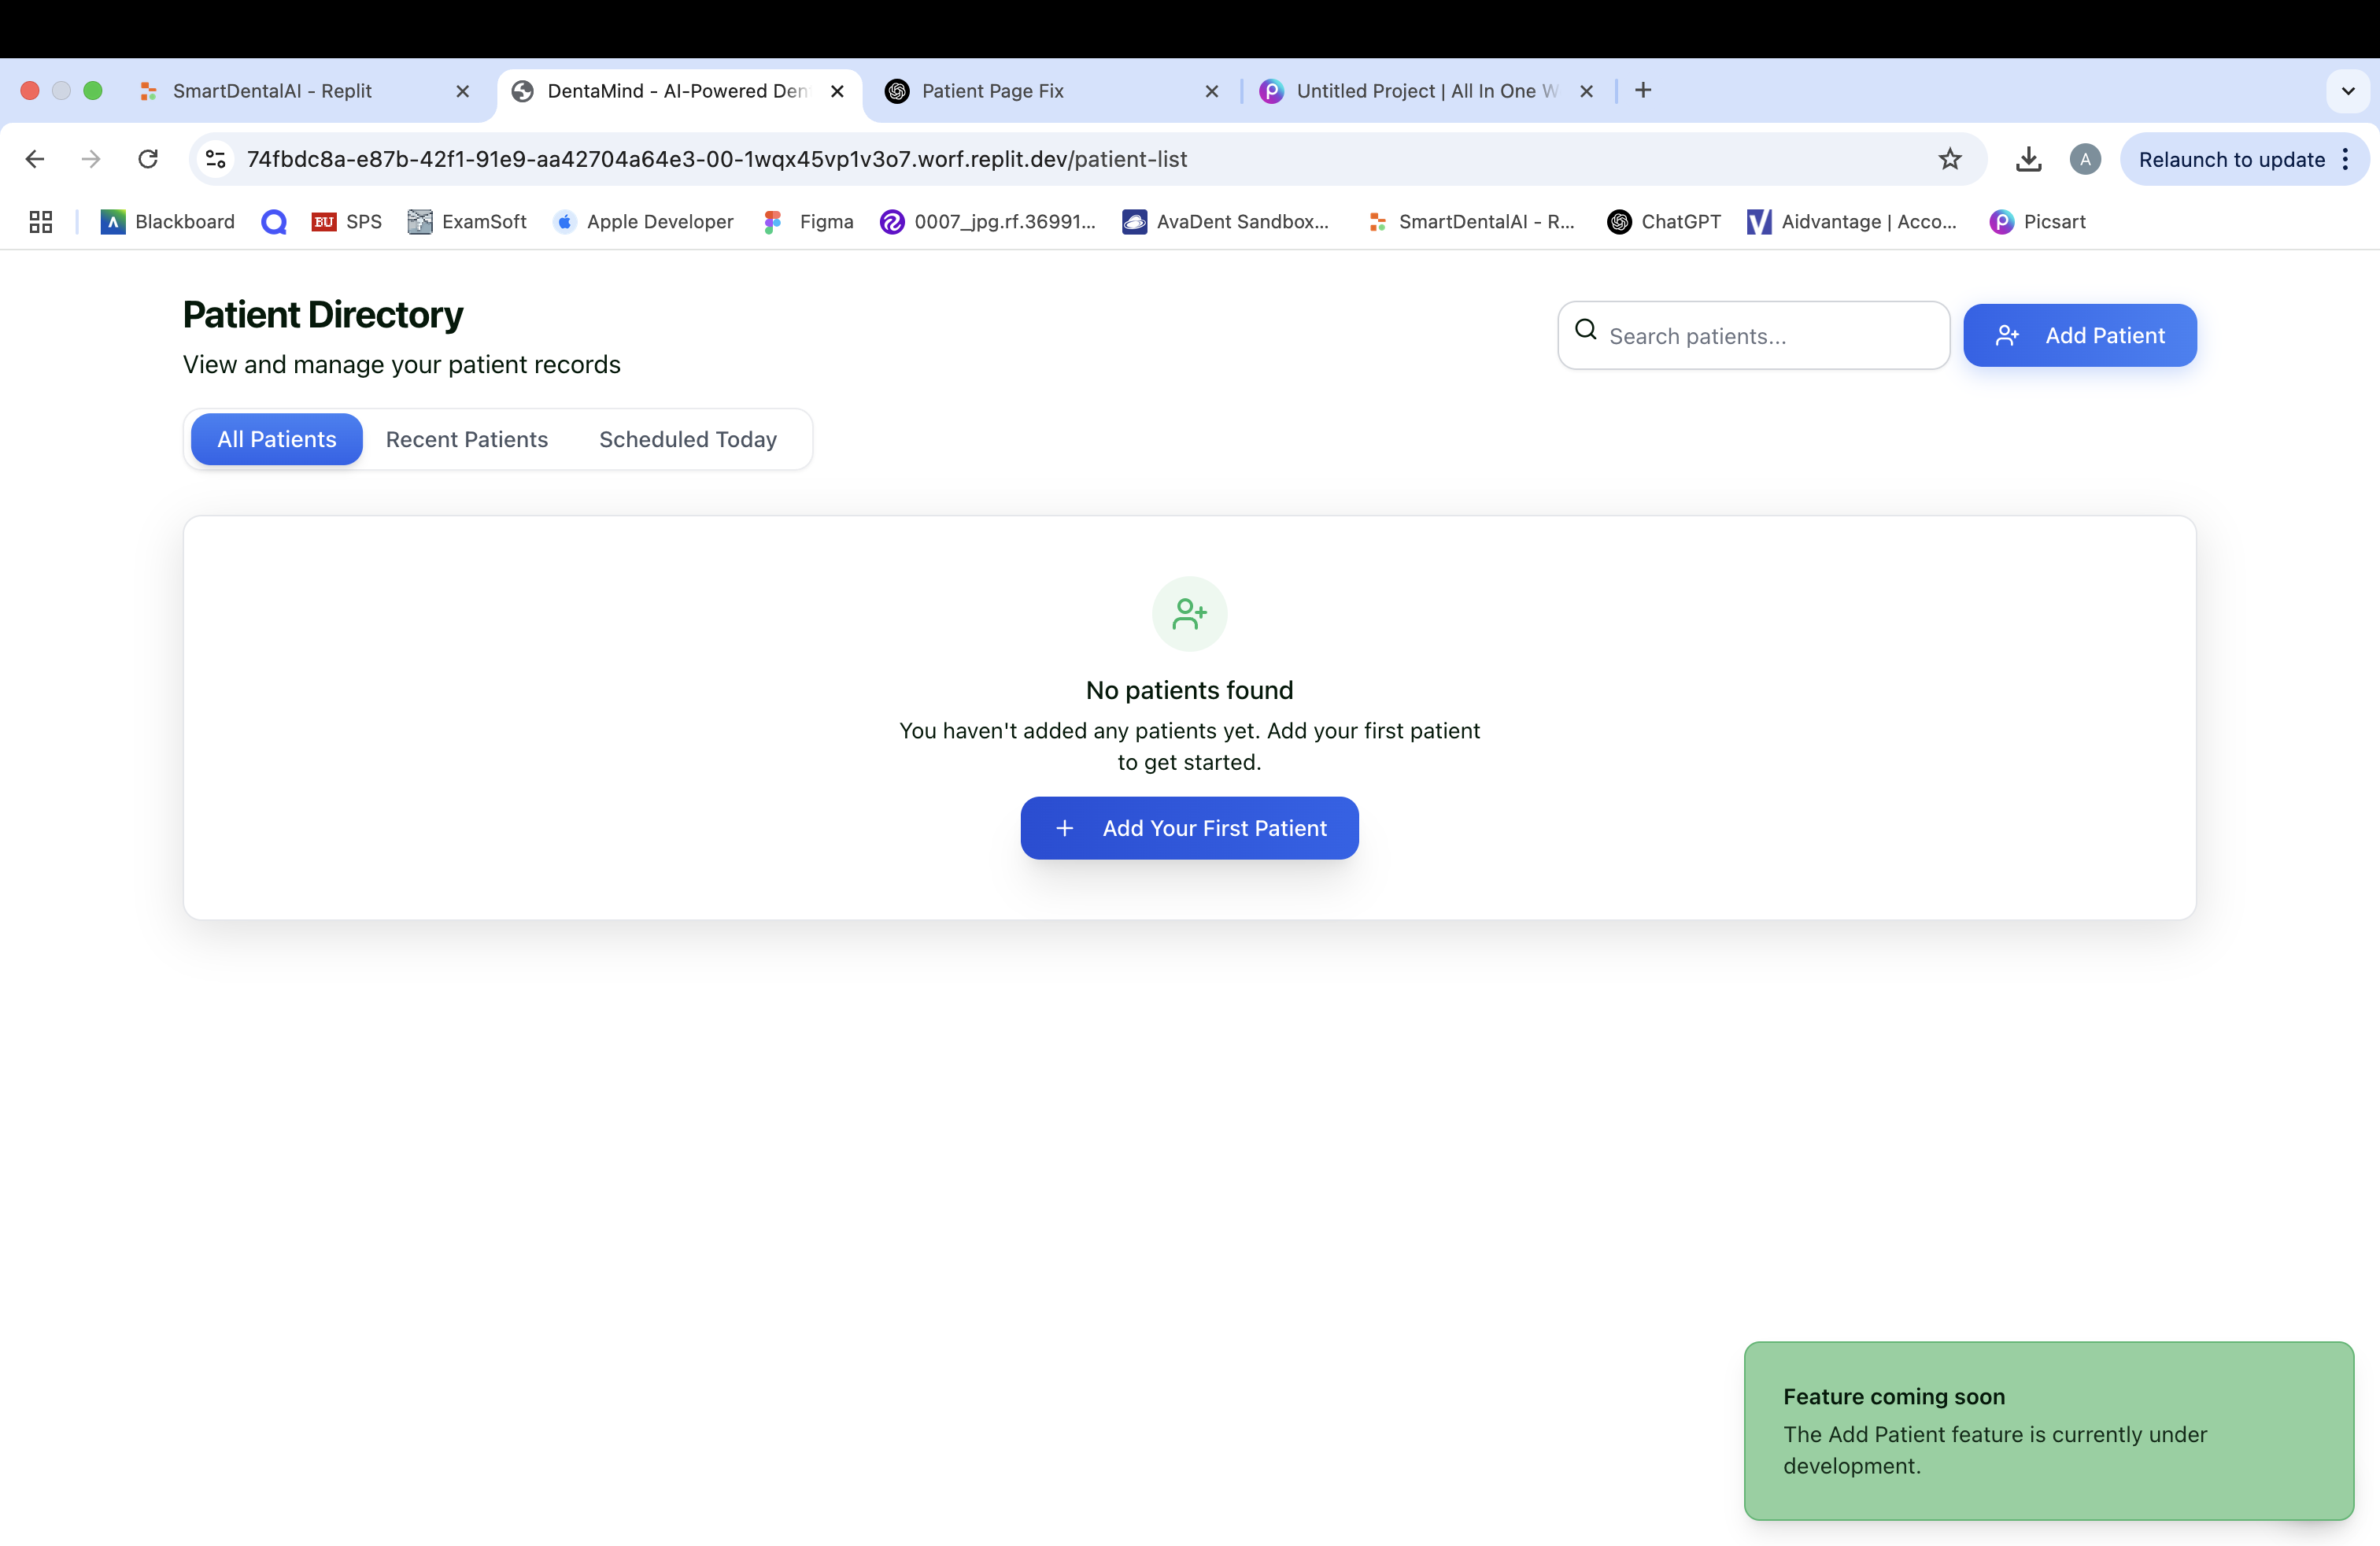 SmartDentalAI - Replit
DentaMind - AI-Powered Den
Patient Page Fix
Untitled Project | All In One W
74fbdc8a-e87b-42f1-91e9-aa42704a64e3-00-1wqx45vp1v3o7.worf.replit.dev/patient-list
A
Relaunch to update
Blackboard
BU SPS
ExamSoft
Apple Developer
Figma
0007_jpg.rf.36991...
AvaDent Sandbox...
SmartDentalAI - R...
ChatGPT
Aidvantage | Acco...
Picsart
Patient Directory
View and manage your patient records
Search patients...
Add Patient
All Patients
Recent Patients
Scheduled Today
No patients found
You haven't added any patients yet. Add your first patient
to get started.
+ Add Your First Patient
Feature coming soon
The Add Patient feature is currently under
development.